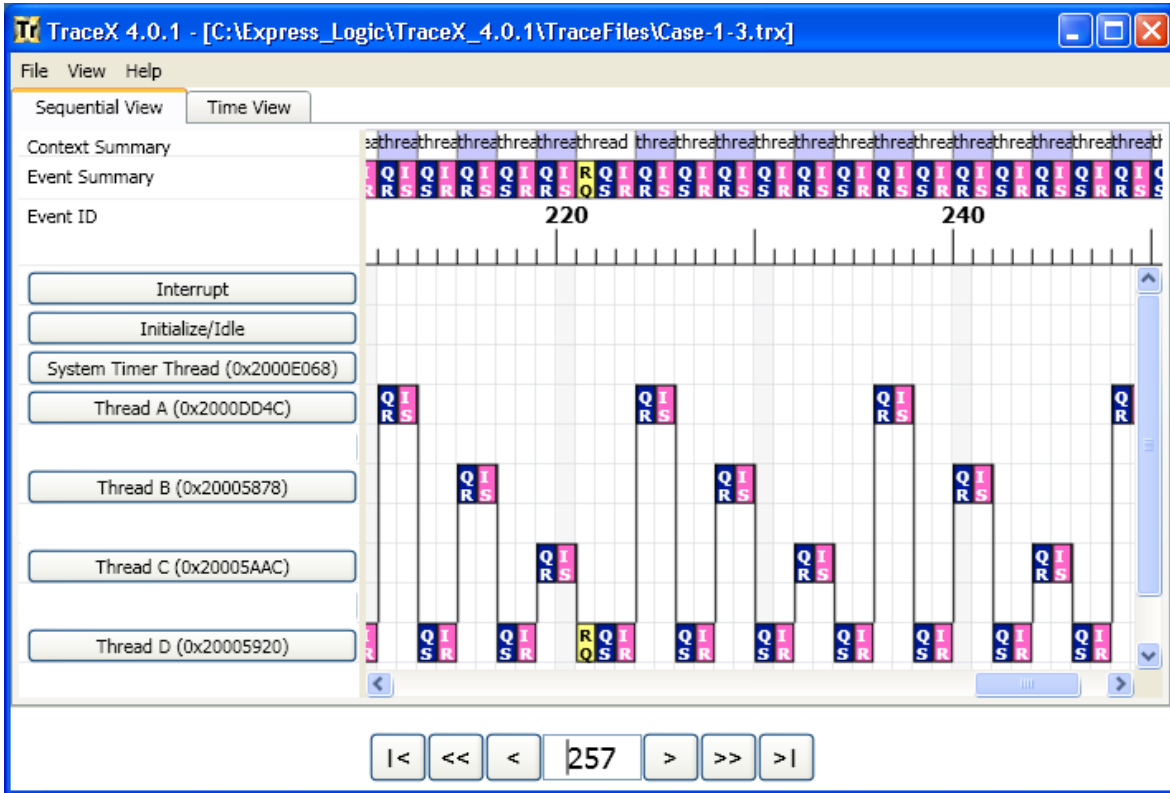 TraceX 4.0.1 - [C:\Express_Logic\TraceX_4.0.1\TraceFiles\Case-1-3.trx]
File View Help
Sequential View Time View
Context Summary eathreathreathreathreathreathread threathreathreathreathreathreathreathreathreathreathreathreathreath
Event Summary
I Q I Q I Q I Q I Q I R Q I Q I Q I Q I Q I Q I Q I Q I Q I Q I Q I Q I Q I Q
R R S S R R S S R R S Q S R R S S R R S S R R S S R R S S R R S S R R S S R R S
Event ID 220 240
Interrupt
Initialize/Idle
System Timer Thread (0x2000E068)
Thread A (0x2000DD4C)
Q I Q I Q I Q
R S R S R S R
Thread B (0x20005878)
Q I Q I Q I
R S R S R S
Thread C (0x20005AAC)
Q I Q I Q I
R S R S R S
Thread D (0x20005920)
I Q I Q I R Q I Q I Q I Q I Q I Q I Q I
R S R S R Q S R S R S R S R S R S R S R
|< << < 257 > >> >|